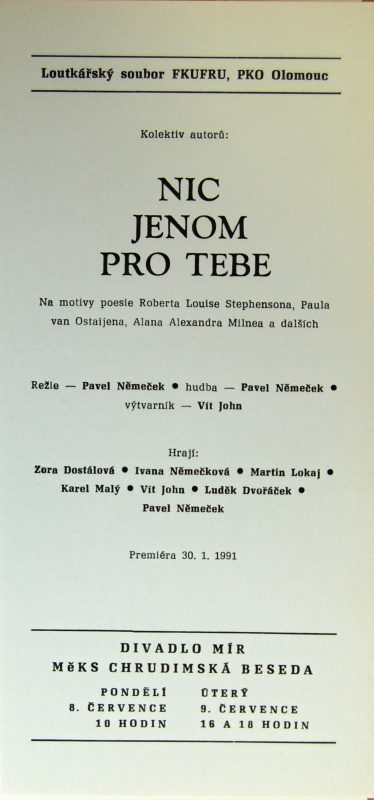 Loutkářský soubor FKUFRU, PKO Olomouc
Kolektiv autorů:
NIC
JENOM
PRO TEBE
Na motivy poesie Roberta Louise Stephensona, Paula
van Ostaijena, Alana Alexandra Milnea a dalších
Režie — Pavel Němeček ● hudba — Pavel Němeček ●
výtvarník — Vít John
Hrají:
Zora Dostálová ● Ivana Němečková ● Martin Lokaj ●
Karel Malý ● Vít John ● Luděk Dvořáček ●
Pavel Němeček
Premiéra 30. 1. 1991
DIVADLO MÍR
MěKS CHRUDIMSKÁ BESEDA
PONDĚLÍ ÚTERÝ
8. ČERVENCE 9. ČERVENCE
10 HODIN 16 A 18 HODIN